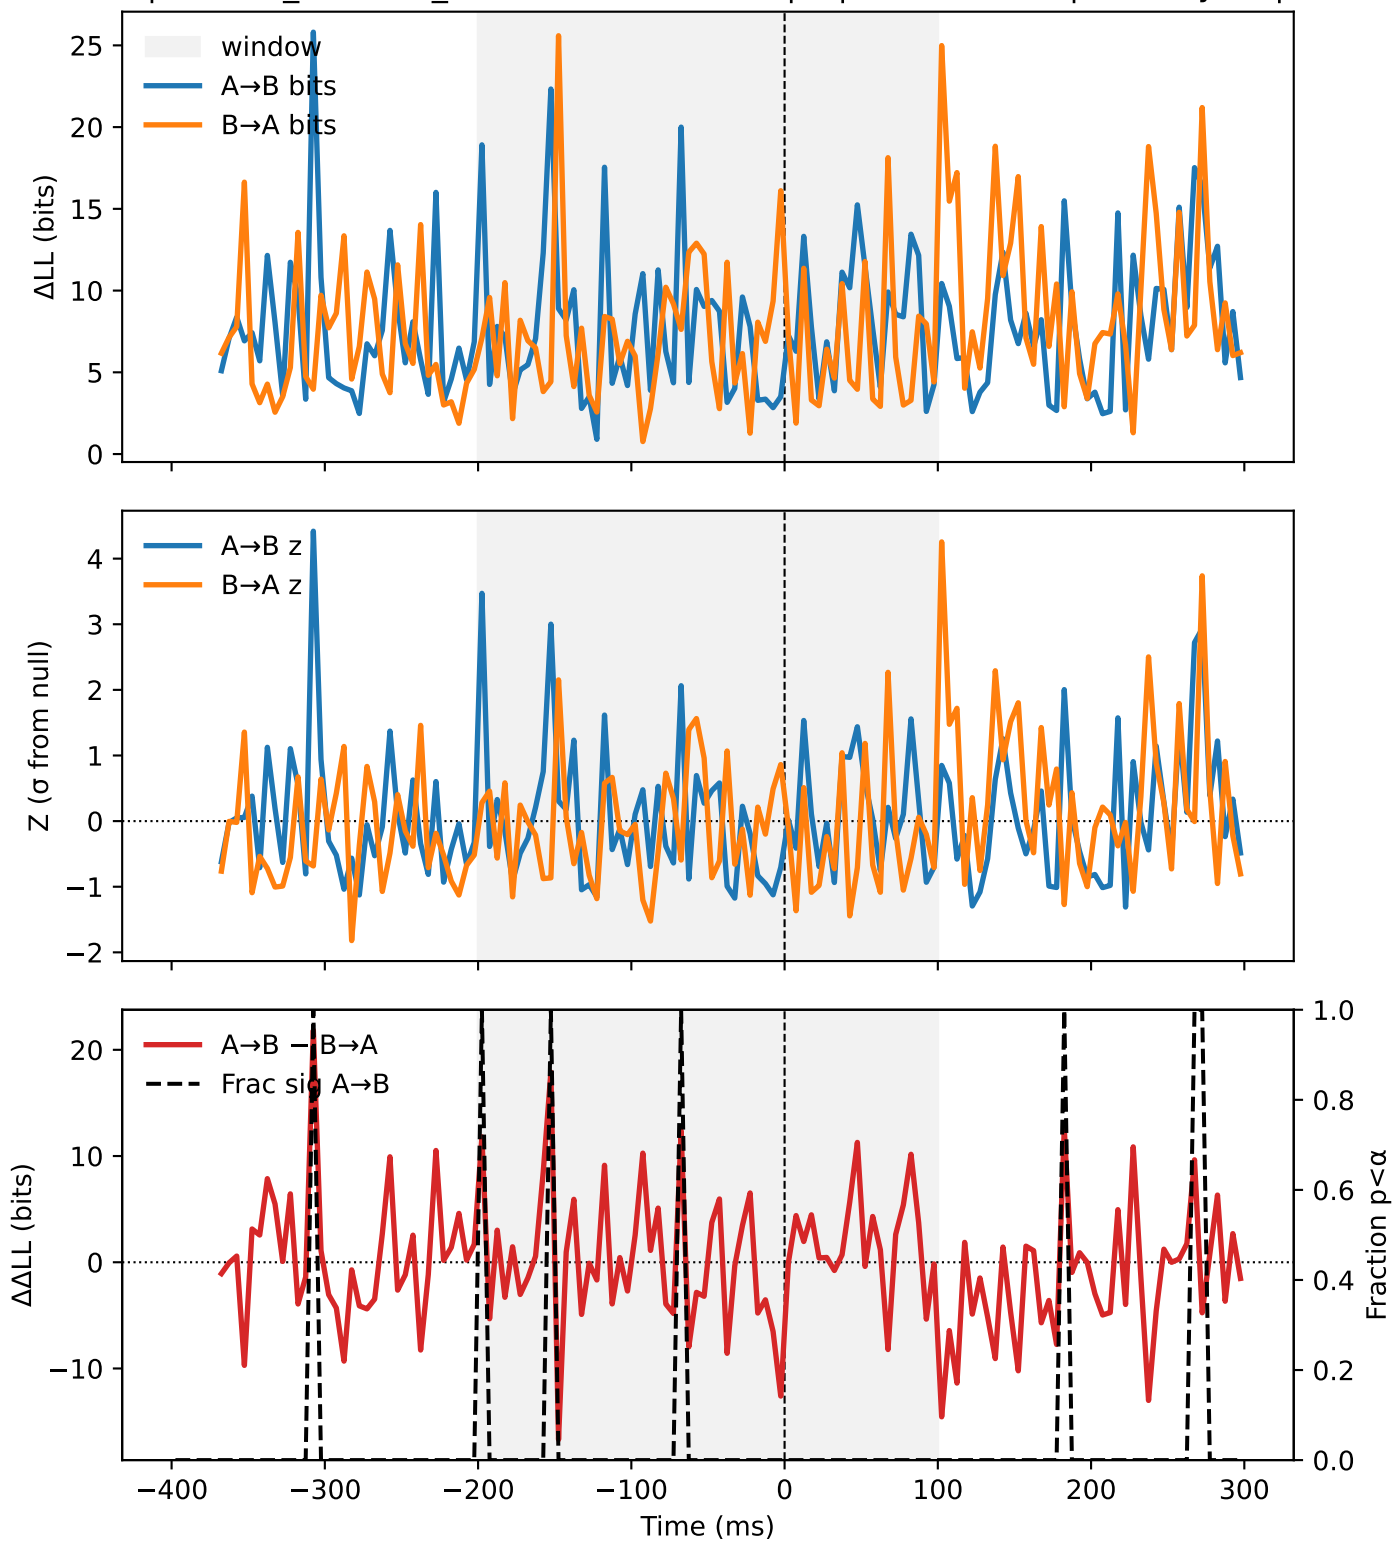 25
20
15
10
5
0
ΔLL (bits)
window
A→B bits
B→A bits
4
3
2
1
0
−1
−2
Z (σ from null)
A→B z
B→A z
20
10
0
−10
ΔΔLL (bits)
A→B − B→A
Frac sig A→B
1.0
0.8
0.6
0.4
0.2
0.0
Fraction p<α
−400 −300 −200 −100 0 100 200 300
Time (ms)